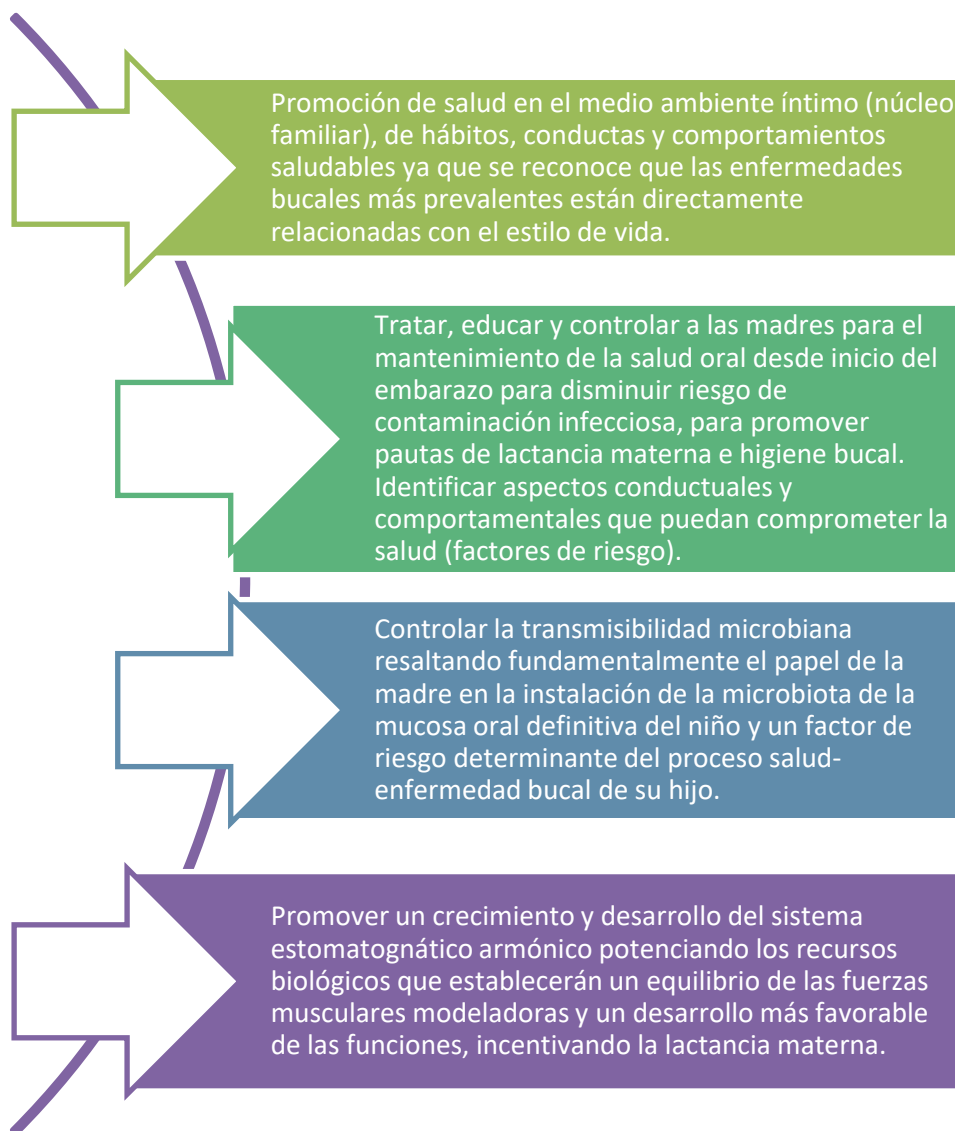 Promoción de salud en el medio ambiente íntimo (núcleo
familiar), de hábitos, conductas y comportamientos
saludables ya que se reconoce que las enfermedades
bucales más prevalentes están directamente
relacionadas con el estilo de vida.
Tratar, educar y controlar a las madres para el
mantenimiento de la salud oral desde inicio del
embarazo para disminuir riesgo de
contaminación infecciosa, para promover
pautas de lactancia materna e higiene bucal.
Identificar aspectos conductuales y
comportamentales que puedan comprometer la
salud (factores de riesgo).
Controlar la transmisibilidad microbiana
resaltando fundamentalmente el papel de la
madre en la instalación de la microbiota de la
mucosa oral definitiva del niño y un factor de
riesgo determinante del proceso salud-
enfermedad bucal de su hijo.
Promover un crecimiento y desarrollo del sistema
estomatognático armónico potenciando los recursos
biológicos que establecerán un equilibrio de las fuerzas
musculares modeladoras y un desarrollo más favorable
de las funciones, incentivando la lactancia materna.